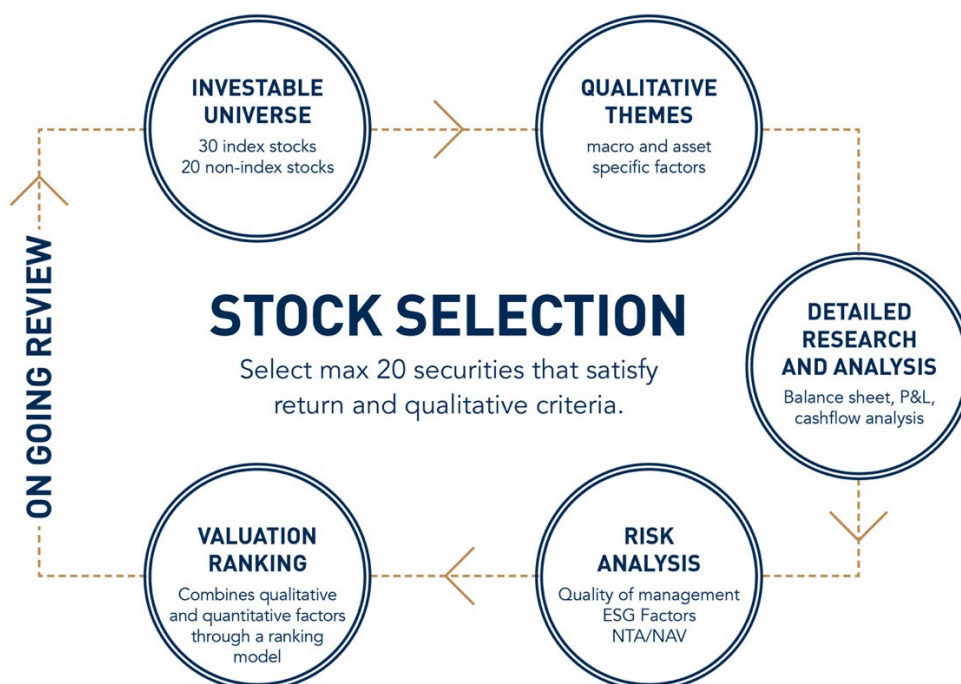 INVESTABLE
UNIVERSE
30 index stocks
20 non-index stocks
QUALITATIVE
THEMES
macro and asset
specific factors
DETAILED
RESEARCH
AND ANALYSIS
Balance sheet, P&L,
cashflow analysis
STOCK SELECTION
Select max 20 securities that satisfy
return and qualitative criteria.
RISK
ANALYSIS
Quality of management
ESG Factors
NTA/NAV
VALUATION
RANKING
Combines qualitative
and quantitative factors
through a ranking
model
ON GOING REVIEW